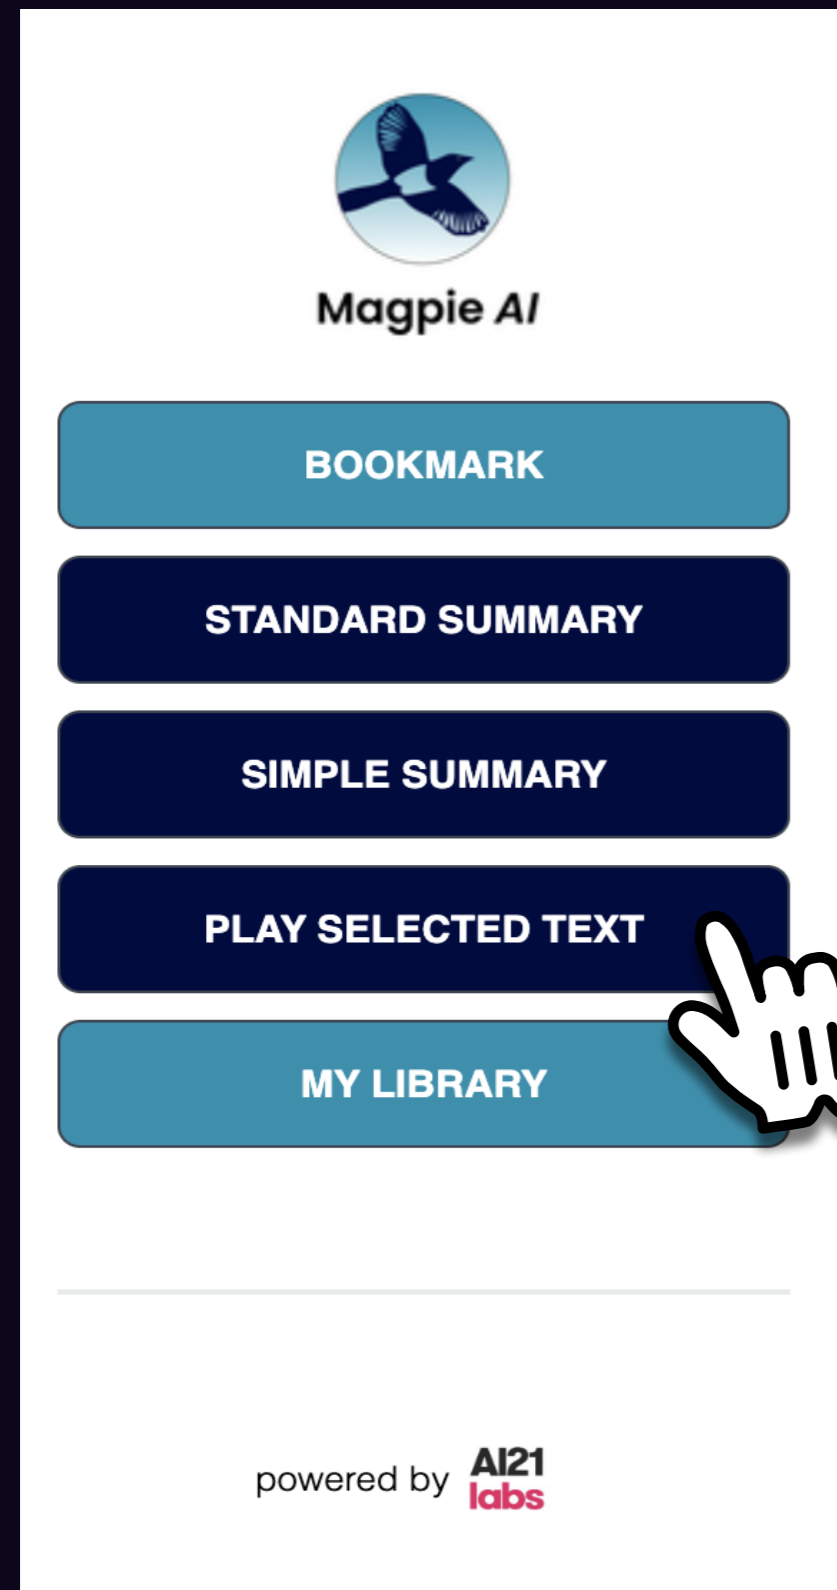 Magpie AI
BOOKMARK
STANDARD SUMMARY
SIMPLE SUMMARY
PLAY SELECTED TEXT
MY LIBRARY
powered by AI21
labs